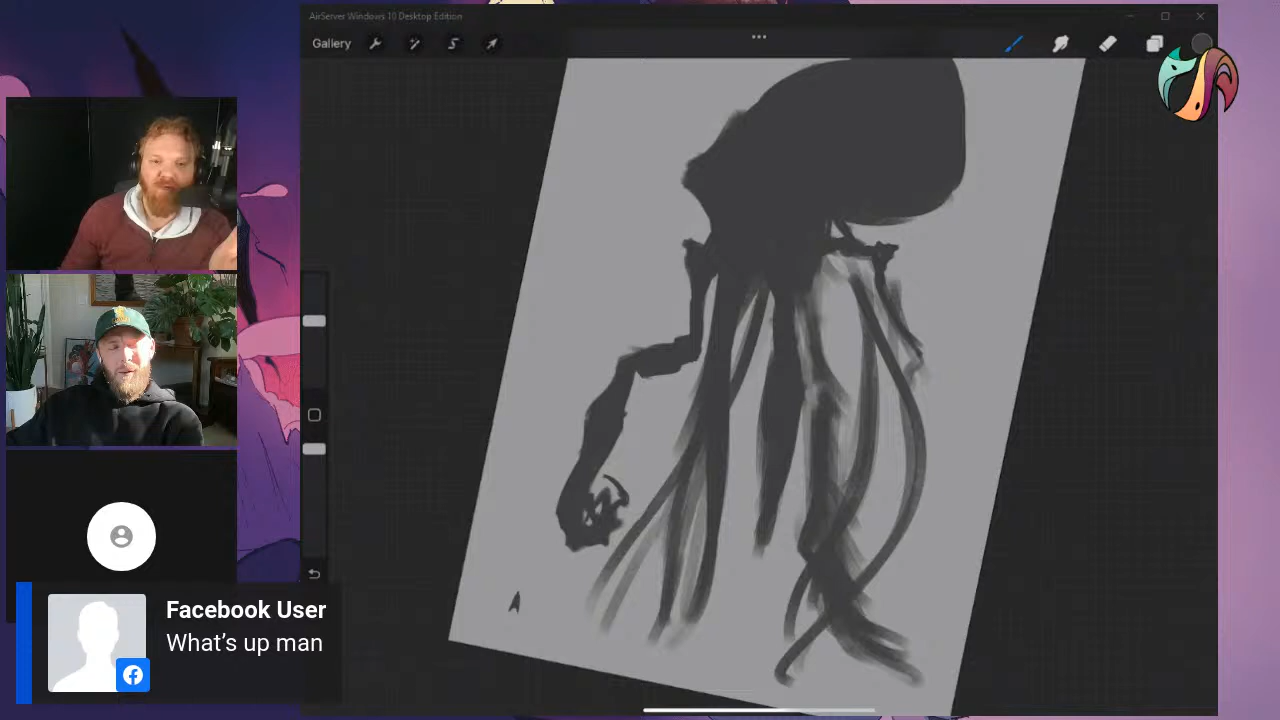 AirServer Windows 10 Desktop Edition
Gallery
Facebook User
What's up man